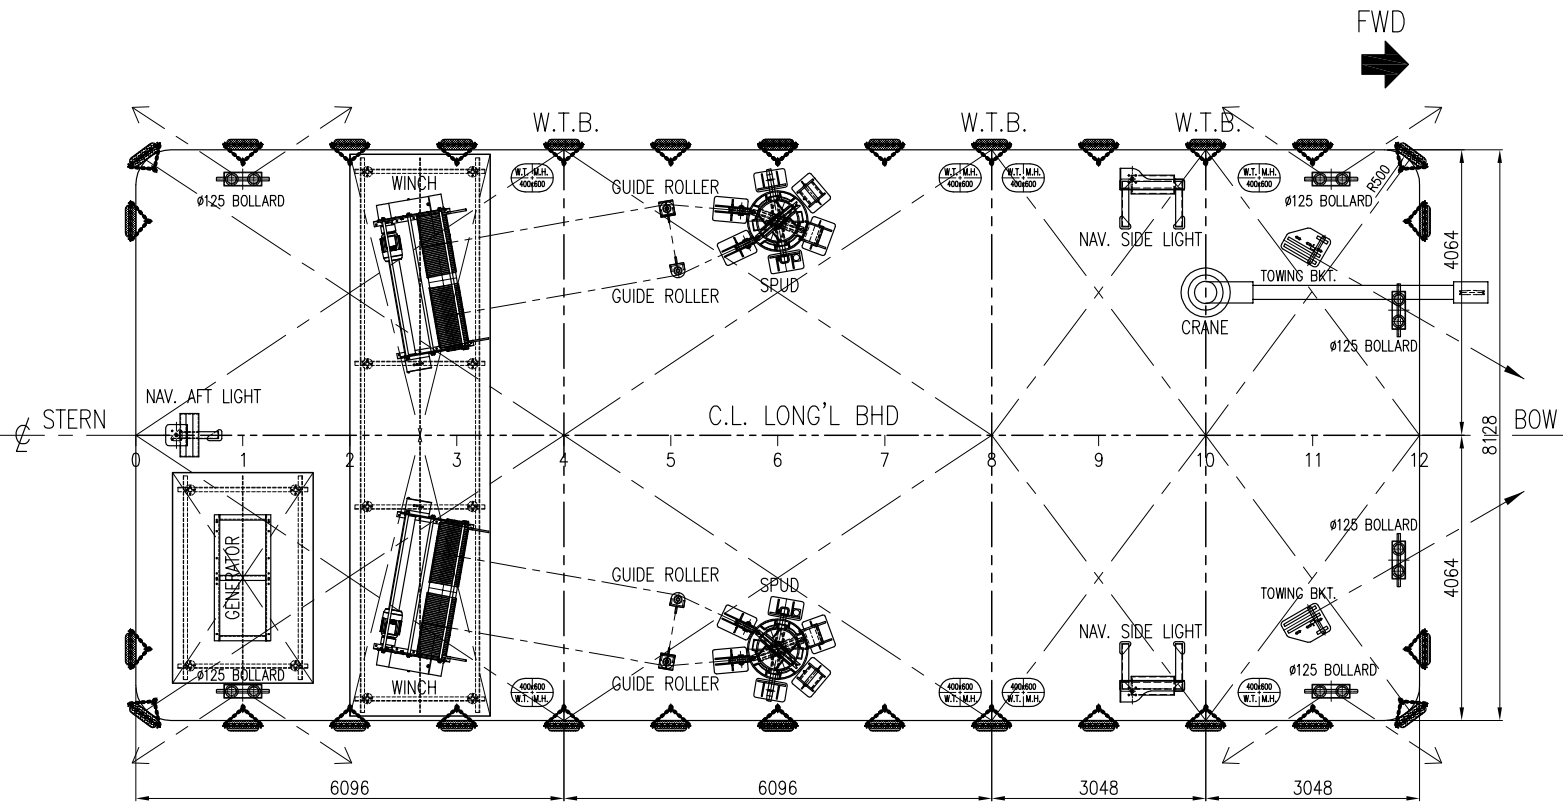 FWD
W.T.B.
W.T.B.
W.T.B.
WINCH
GUIDE ROLLER
W.T. M.H.
400x600
W.T. M.H.
400x600
W.T. M.H.
400x600
W.T. M.H.
400x600
R500
ø125 BOLLARD
ø125 BOLLARD
NAV. SIDE LIGHT
TOWING BKT.
4064
SPUD
GUIDE ROLLER
CRANE
ø125 BOLLARD
NAV. AFT LIGHT
STERN
C.L. LONG'L BHD
BOW
8128
0 1 2 3 4 5 6 7 8 9 10 11 12
ø125 BOLLARD
GENERATOR
GUIDE ROLLER
SPUD
4064
TOWING BKT.
NAV. SIDE LIGHT
ø125 BOLLARD
ø125 BOLLARD
WINCH
GUIDE ROLLER
400x600
W.T. M.H.
400x600
W.T. M.H.
400x600
W.T. M.H.
400x600
W.T. M.H.
6096
6096
3048
3048